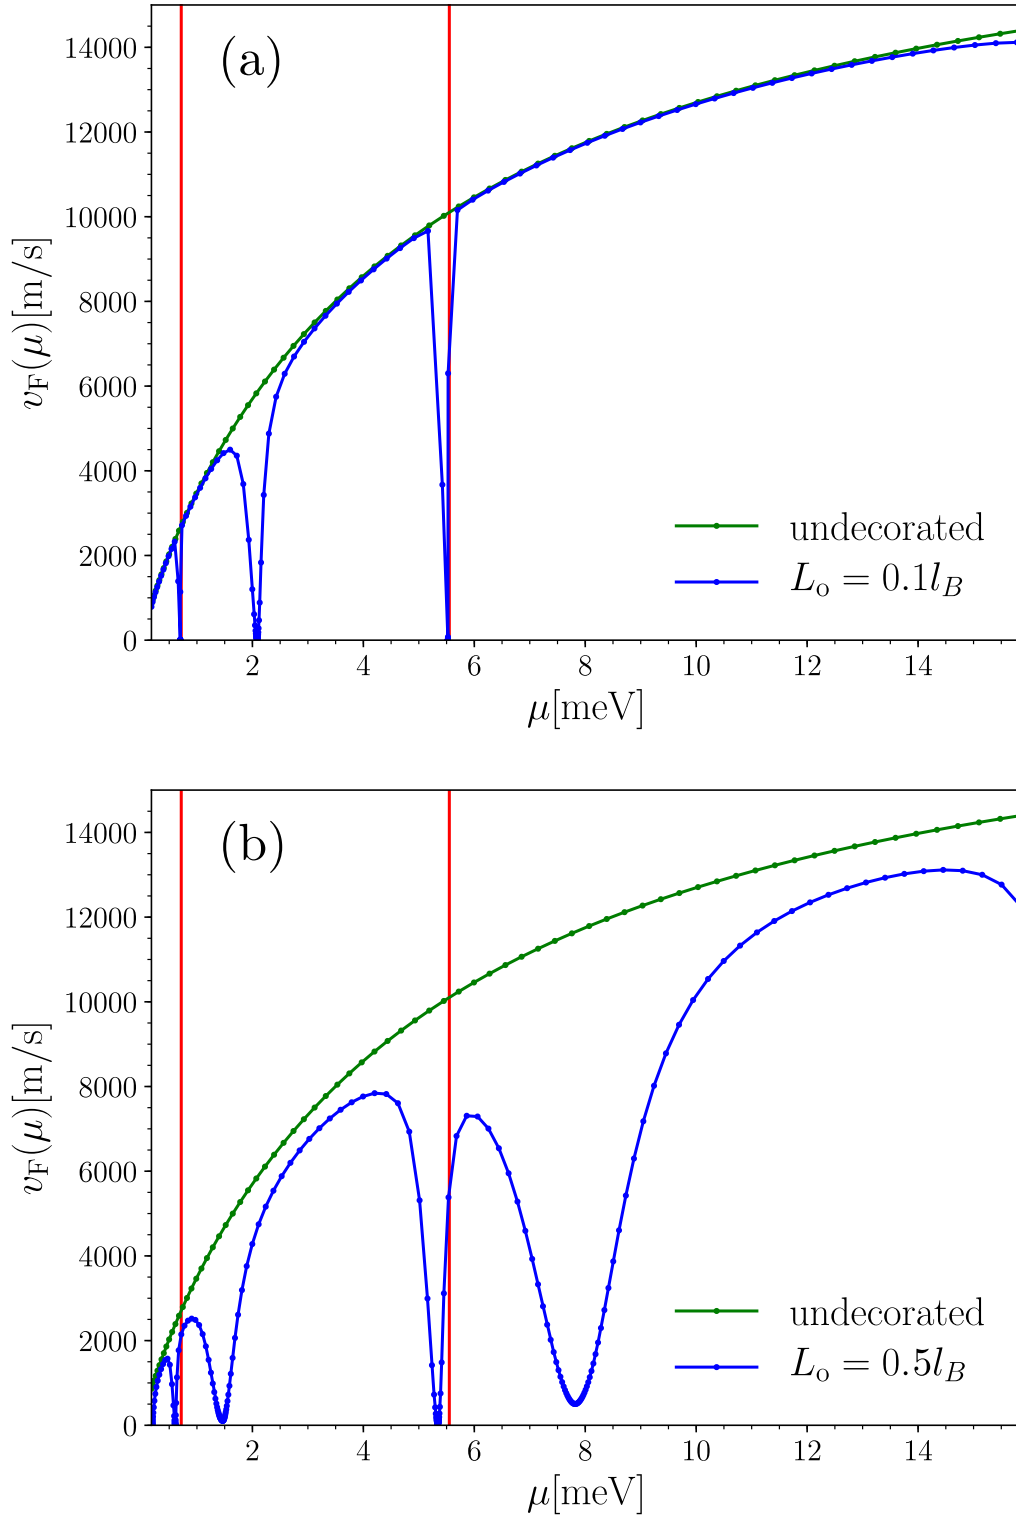 (a)
14000
12000
10000
8000
6000
4000
2000
0
v_F(μ)[m/s]
undecorated
L_o = 0.1l_B
2 4 6 8 10 12 14
μ[meV]
(b)
14000
12000
10000
8000
6000
4000
2000
0
v_F(μ)[m/s]
undecorated
L_o = 0.5l_B
2 4 6 8 10 12 14
μ[meV]